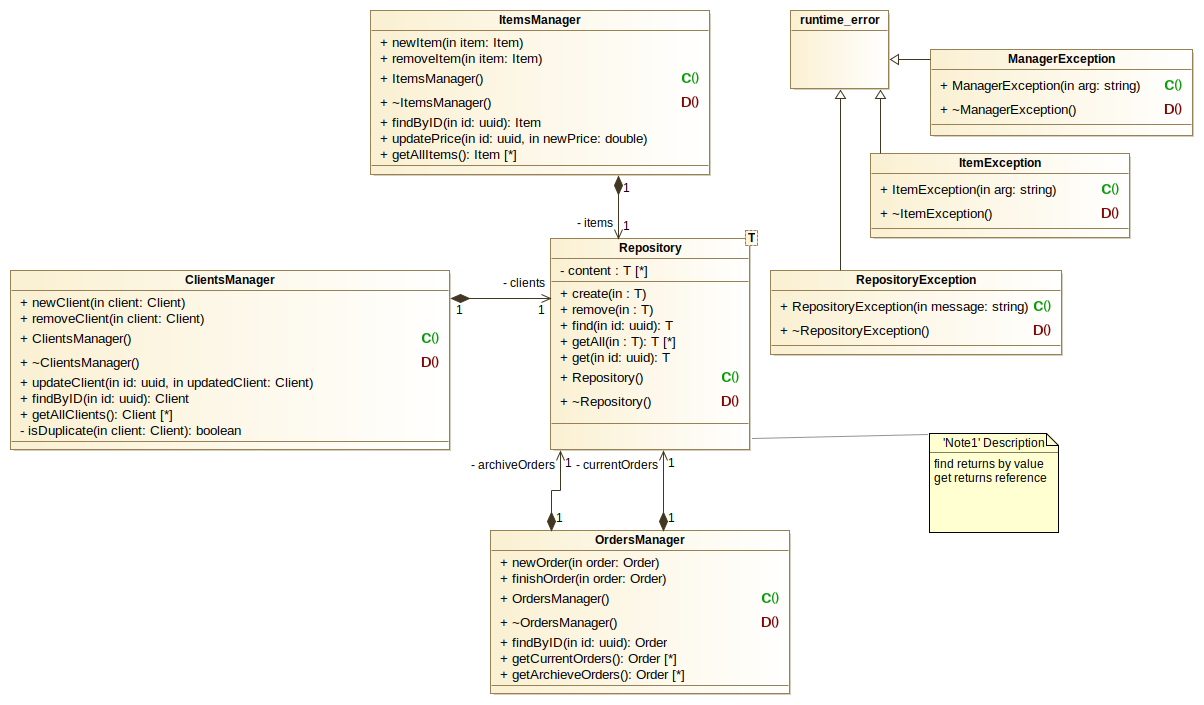 ItemsManager
+ newItem(in item: Item)
+ removeItem(in item: Item)
+ ItemsManager() C()
+ ~ItemsManager() D()
+ findByID(in id: uuid): Item
+ updatePrice(in id: uuid, in newPrice: double)
+ getAllItems(): Item [*]
runtime_error
ManagerException
+ ManagerException(in arg: string) C()
+ ~ManagerException() D()
ItemException
+ ItemException(in arg: string) C()
+ ~ItemException() D()
1
- items 1
T
Repository
- content : T [*]
+ create(in : T)
+ remove(in : T)
+ find(in id: uuid): T
+ getAll(in : T): T [*]
+ get(in id: uuid): T
+ Repository() C()
+ ~Repository() D()
ClientsManager
+ newClient(in client: Client)
+ removeClient(in client: Client)
+ ClientsManager() C()
+ ~ClientsManager() D()
+ updateClient(in id: uuid, in updatedClient: Client)
+ findByID(in id: uuid): Client
+ getAllClients(): Client [*]
- isDuplicate(in client: Client): boolean
- clients
1 1
RepositoryException
+ RepositoryException(in message: string) C()
+ ~RepositoryException() D()
'Note1' Description
find returns by value
get returns reference
- archiveOrders 1 - currentOrders 1
1 1
OrdersManager
+ newOrder(in order: Order)
+ finishOrder(in order: Order)
+ OrdersManager() C()
+ ~OrdersManager() D()
+ findByID(in id: uuid): Order
+ getCurrentOrders(): Order [*]
+ getArchieveOrders(): Order [*]